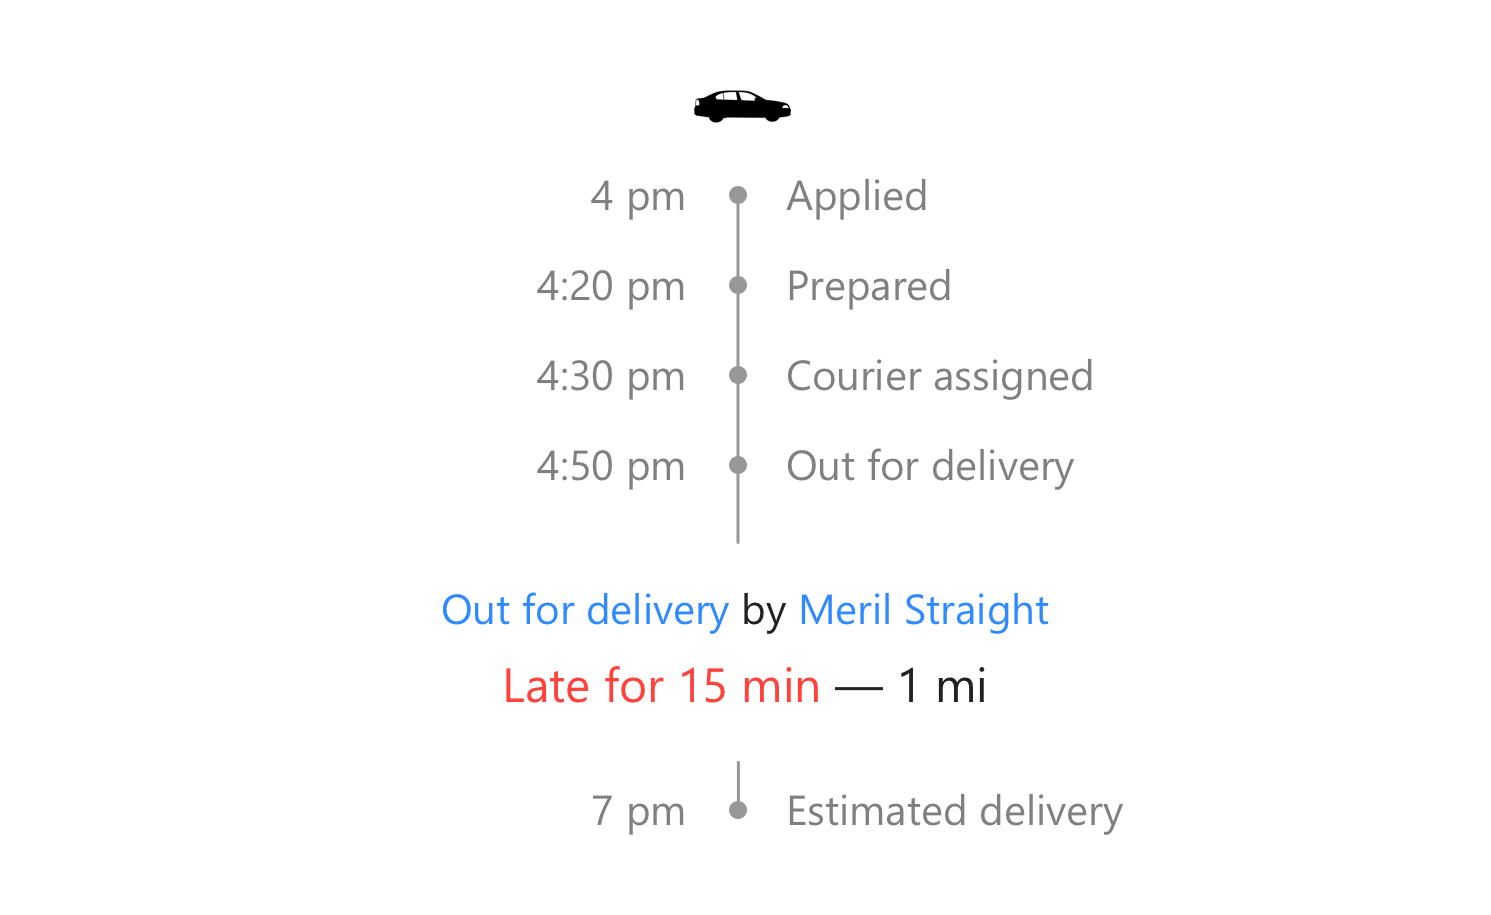 4 pm Applied
4:20 pm Prepared
4:30 pm Courier assigned
4:50 pm Out for delivery
Out for delivery by Meril Straight
Late for 15 min — 1 mi
7 pm Estimated delivery